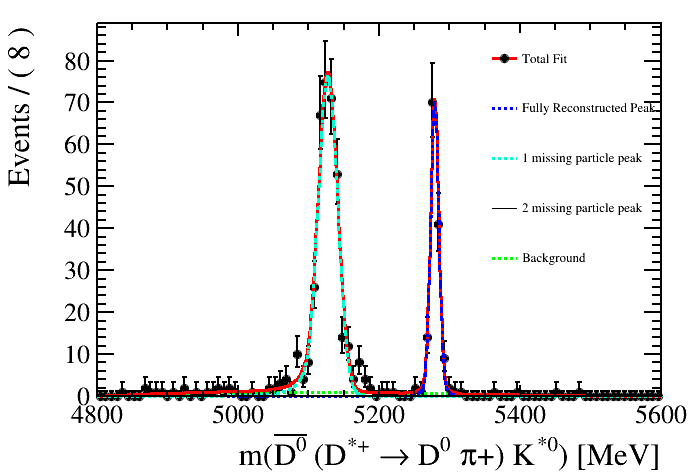 Events / ( 8 )
80
70
60
50
40
30
20
10
0
4800 5000 5200 5400 5600
m(D̅⁰ (D*⁺ → D⁰ π+) K*⁰) [MeV]
Total Fit
Fully Reconstructed Peak
1 missing particle peak
2 missing particle peak
Background